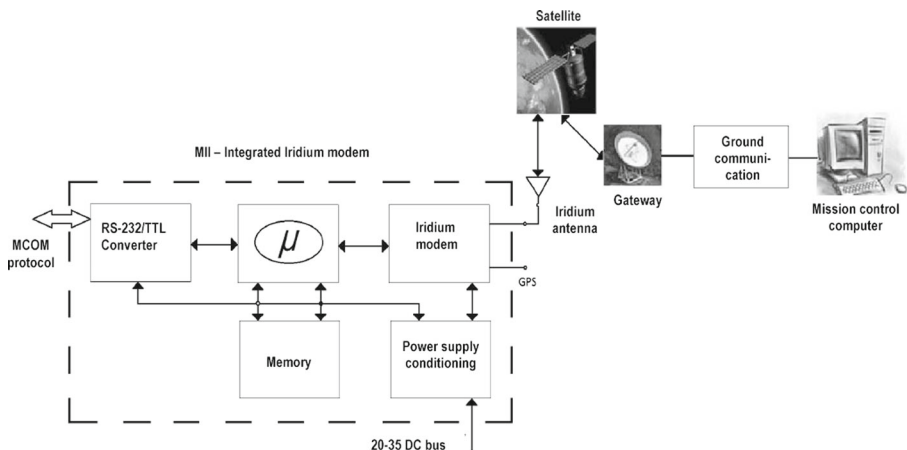 Satellite
MII – Integrated Iridium modem
Ground
communi-
cation
Gateway
Mission control
computer
RS-232/TTL
Converter
μ
Iridium
modem
Iridium
antenna
MCOM
protocol
GPS
Memory
Power supply
conditioning
20-35 DC bus